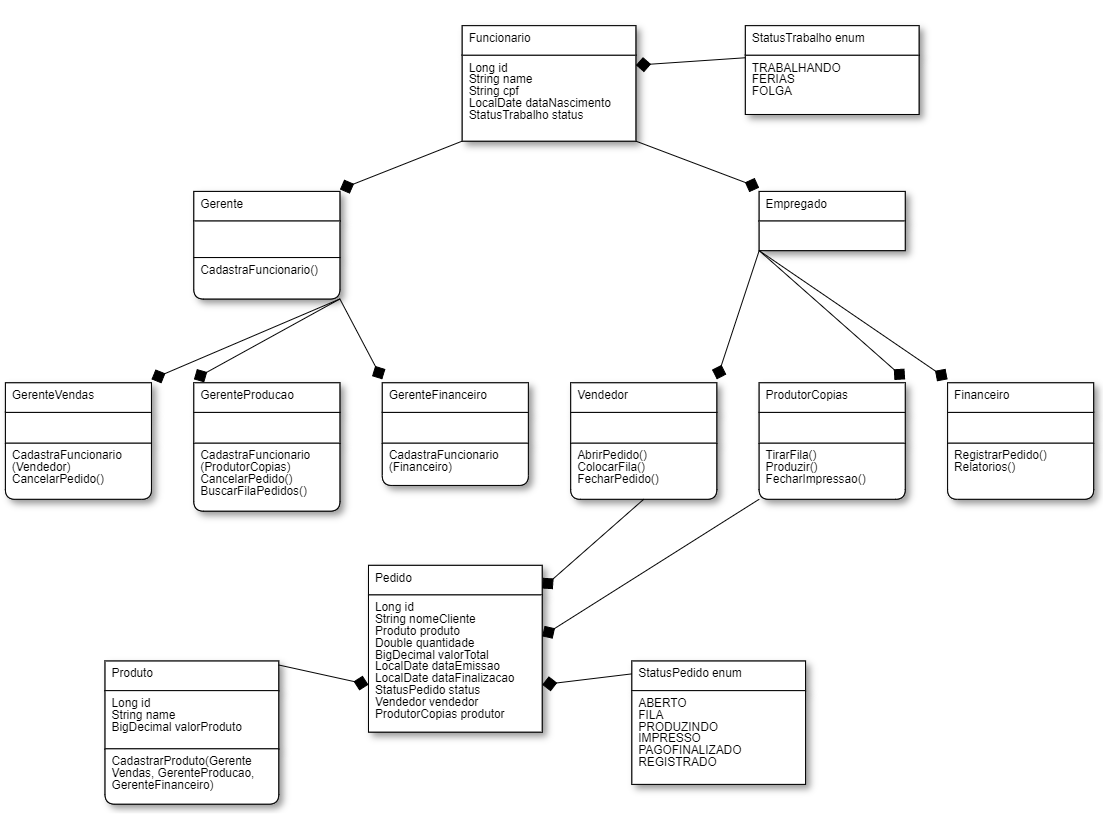 Funcionario
Long id
String name
String cpf
LocalDate dataNascimento
StatusTrabalho status
StatusTrabalho enum
TRABALHANDO
FERIAS
FOLGA
Gerente
CadastraFuncionario()
Empregado
GerenteVendas
CadastraFuncionario
(Vendedor)
CancelarPedido()
GerenteProducao
CadastraFuncionario
(ProdutorCopias)
CancelarPedido()
BuscarFilaPedidos()
GerenteFinanceiro
CadastraFuncionario
(Financeiro)
Vendedor
AbrirPedido()
ColocarFila()
FecharPedido()
ProdutorCopias
TirarFila()
Produzir()
FecharImpressao()
Financeiro
RegistrarPedido()
Relatorios()
Pedido
Long id
String nomeCliente
Produto produto
Double quantidade
BigDecimal valorTotal
LocalDate dataEmissao
LocalDate dataFinalizacao
StatusPedido status
Vendedor vendedor
ProdutorCopias produtor
Produto
Long id
String name
BigDecimal valorProduto
CadastrarProduto(Gerente
Vendas, GerenteProducao,
GerenteFinanceiro)
StatusPedido enum
ABERTO
FILA
PRODUZINDO
IMPRESSO
PAGOFINALIZADO
REGISTRADO